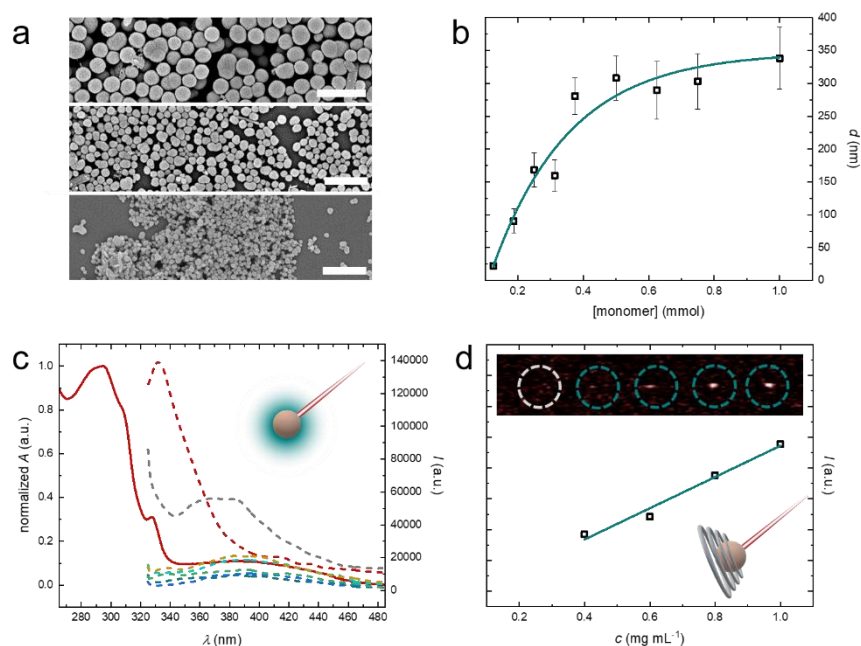 a
b
400
350
300
250
200
150
100
50
0
d (nm)
0.2 0.4 0.6 0.8 1.0
[monomer] (mmol)
c
1.0
0.8
0.6
0.4
0.2
0.0
normalized A (a.u.)
140000
120000
100000
80000
60000
40000
20000
0
I (a.u.)
280 300 320 340 360 380 400 420 440 460 480
λ (nm)
d
I (a.u.)
0.2 0.4 0.6 0.8 1.0
c (mg mL⁻¹)